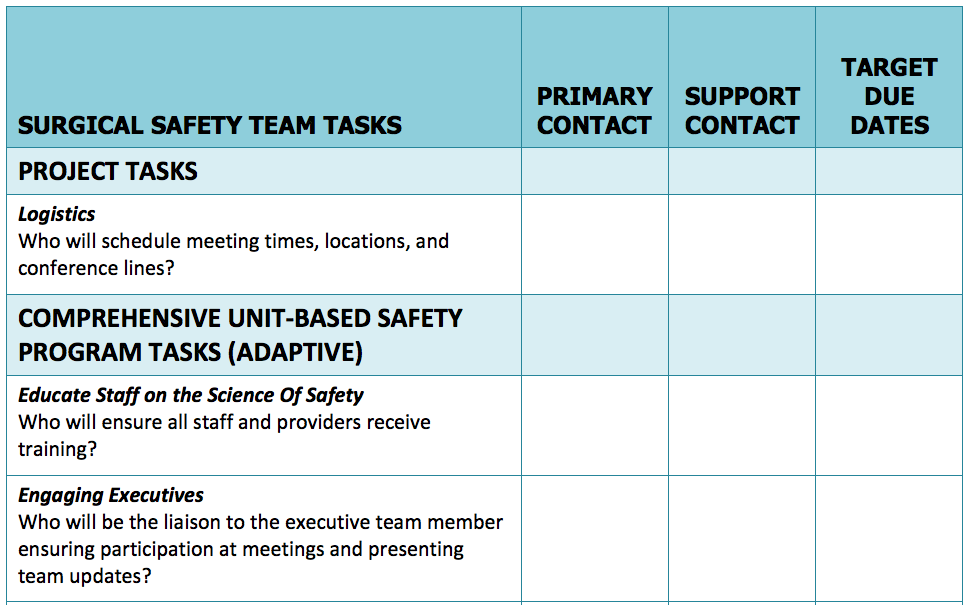 SURGICAL SAFETY TEAM TASKS
PRIMARY
CONTACT
SUPPORT
CONTACT
TARGET
DUE
DATES
PROJECT TASKS
Logistics
Who will schedule meeting times, locations, and
conference lines?
COMPREHENSIVE UNIT-BASED SAFETY
PROGRAM TASKS (ADAPTIVE)
Educate Staff on the Science Of Safety
Who will ensure all staff and providers receive
training?
Engaging Executives
Who will be the liaison to the executive team member
ensuring participation at meetings and presenting
team updates?